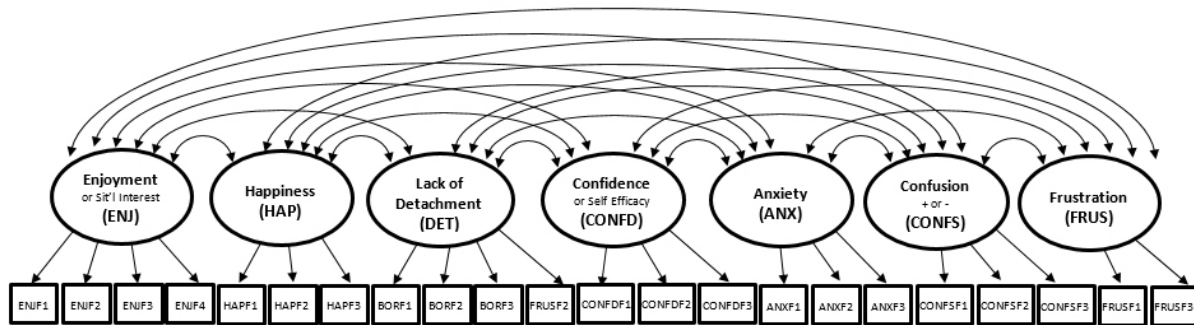 Enjoyment
or Sit'l Interest
(ENJ)
Happiness
(HAP)
Lack of
Detachment
(DET)
Confidence
or Self Efficacy
(CONFD)
Anxiety
(ANX)
Confusion
+ or -
(CONFS)
Frustration
(FRUS)
ENJF1 ENJF2 ENJF3 ENJF4 HAPF1 HAPF2 HAPF3 BORF1 BORF2 BORF3 FRUSF2 CONFDF1 CONFDF2 CONFDF3 ANXF1 ANXF2 ANXF3 CONFSF1 CONFSF2 CONFSF3 FRUSF1 FRUSF3